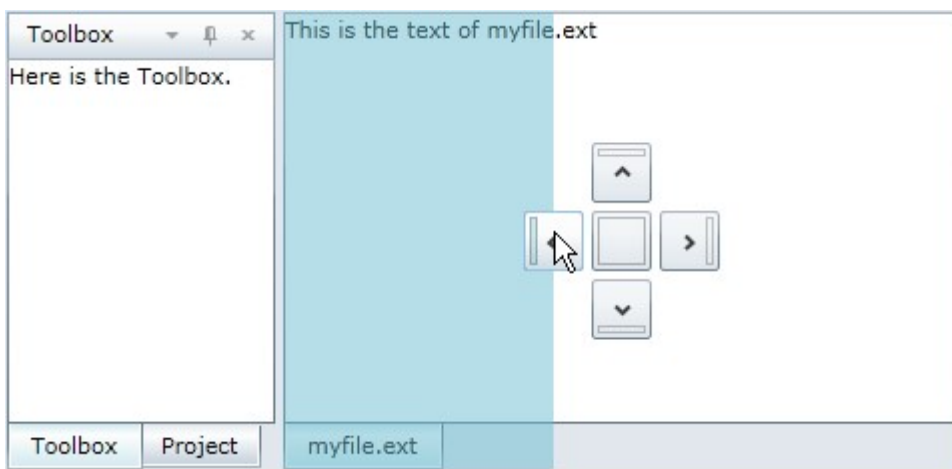 Toolbox
Here is the Toolbox.
This is the text of myfile.ext
Toolbox
Project
myfile.ext